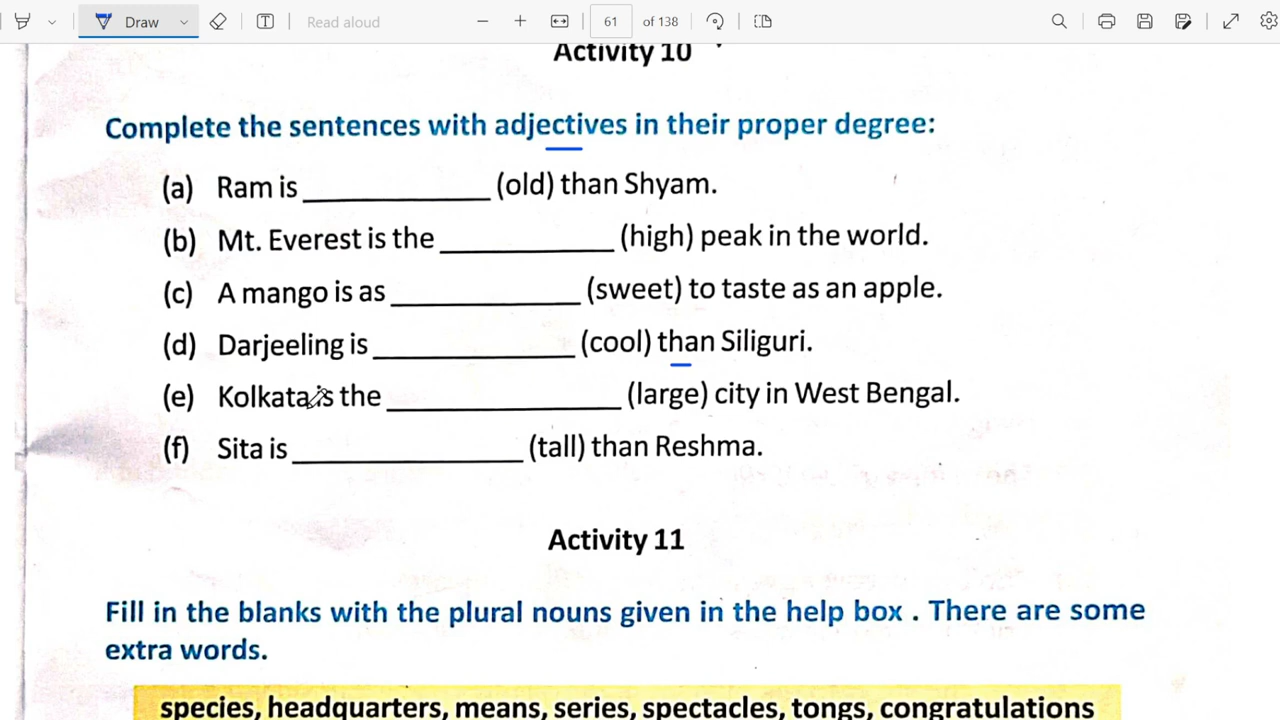 Draw
Read aloud
61 of 138
Activity 10
Complete the sentences with adjectives in their proper degree:
(a) Ram is ____________ (old) than Shyam.
(b) Mt. Everest is the ____________ (high) peak in the world.
(c) A mango is as ____________ (sweet) to taste as an apple.
(d) Darjeeling is ____________ (cool) than Siliguri.
(e) Kolkata is the ____________ (large) city in West Bengal.
(f) Sita is ____________ (tall) than Reshma.
Activity 11
Fill in the blanks with the plural nouns given in the help box . There are some
extra words.
species, headquarters, means, series, spectacles, tongs, congratulations